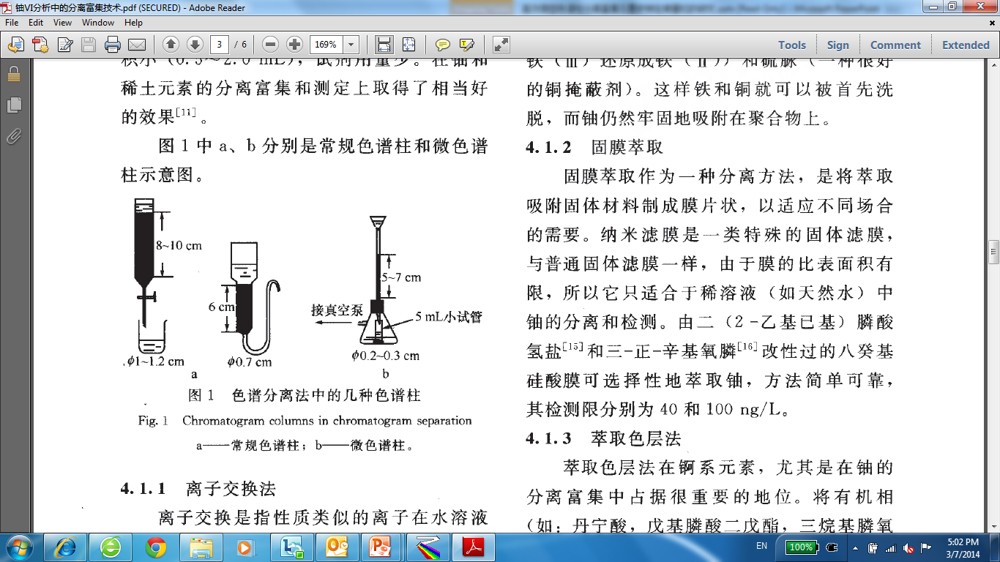 铀VI分析中的分离富集技术.pdf (SECURED) - Adobe Reader
File Edit View Window Help
3 / 6 169% Tools Sign Comment Extended
积小（0.5～2.0 mL），试剂用量少。在铀和
稀土元素的分离富集和测定上取得了相当好
的效果[11]。
图 1 中 a、b 分别是常规色谱柱和微色谱
柱示意图。
8~10 cm
6 cm
5~7 cm
接真空泵
5 mL小试管
φ1~1.2 cm
φ0.7 cm
φ0.2~0.3 cm
a
b
图 1 色谱分离法中的几种色谱柱
Fig. 1 Chromatogram columns in chromatogram separation
a——常规色谱柱；b——微色谱柱。
4.1.1 离子交换法
离子交换是指性质类似的离子在水溶液
铁（Ⅲ）还原成铁（Ⅱ））和硫脲（一种很好
的铜掩蔽剂）。这样铁和铜就可以被首先洗
脱，而铀仍然牢固地吸附在聚合物上。
4.1.2 固膜萃取
固膜萃取作为一种分离方法，是将萃取
吸附固体材料制成膜片状，以适应不同场合
的需要。纳米滤膜是一类特殊的固体滤膜，
与普通固体滤膜一样，由于膜的比表面积有
限，所以它只适合于稀溶液（如天然水）中
铀的分离和检测。由二（2-乙基已基）膦酸
氢盐[15]和三-正-辛基氧膦[16]改性过的八癸基
硅酸膜可选择性地萃取铀，方法简单可靠，
其检测限分别为 40 和 100 ng/L。
4.1.3 萃取色层法
萃取色层法在锕系元素，尤其是在铀的
分离富集中占据很重要的地位。将有机相
（如：丹宁酸，戊基膦酸二戊酯，三烷基膦氧
EN 100% 5:02 PM
3/7/2014